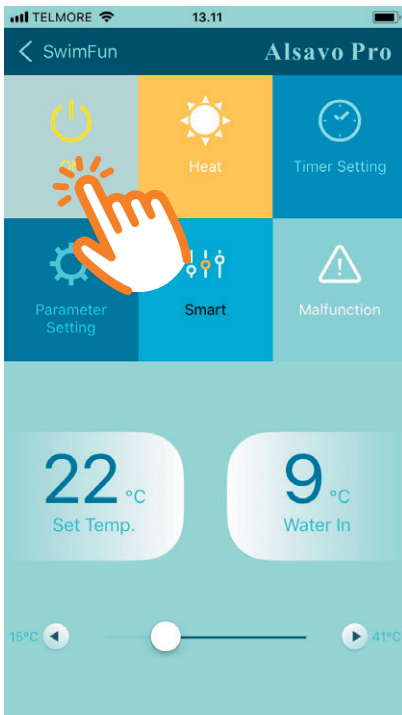 TELMORE 13.11
SwimFun Alsavo Pro
Heat Timer Setting
Parameter Smart Malfunction
Setting
22 °C 9 °C
Set Temp. Water In
15°C 41°C